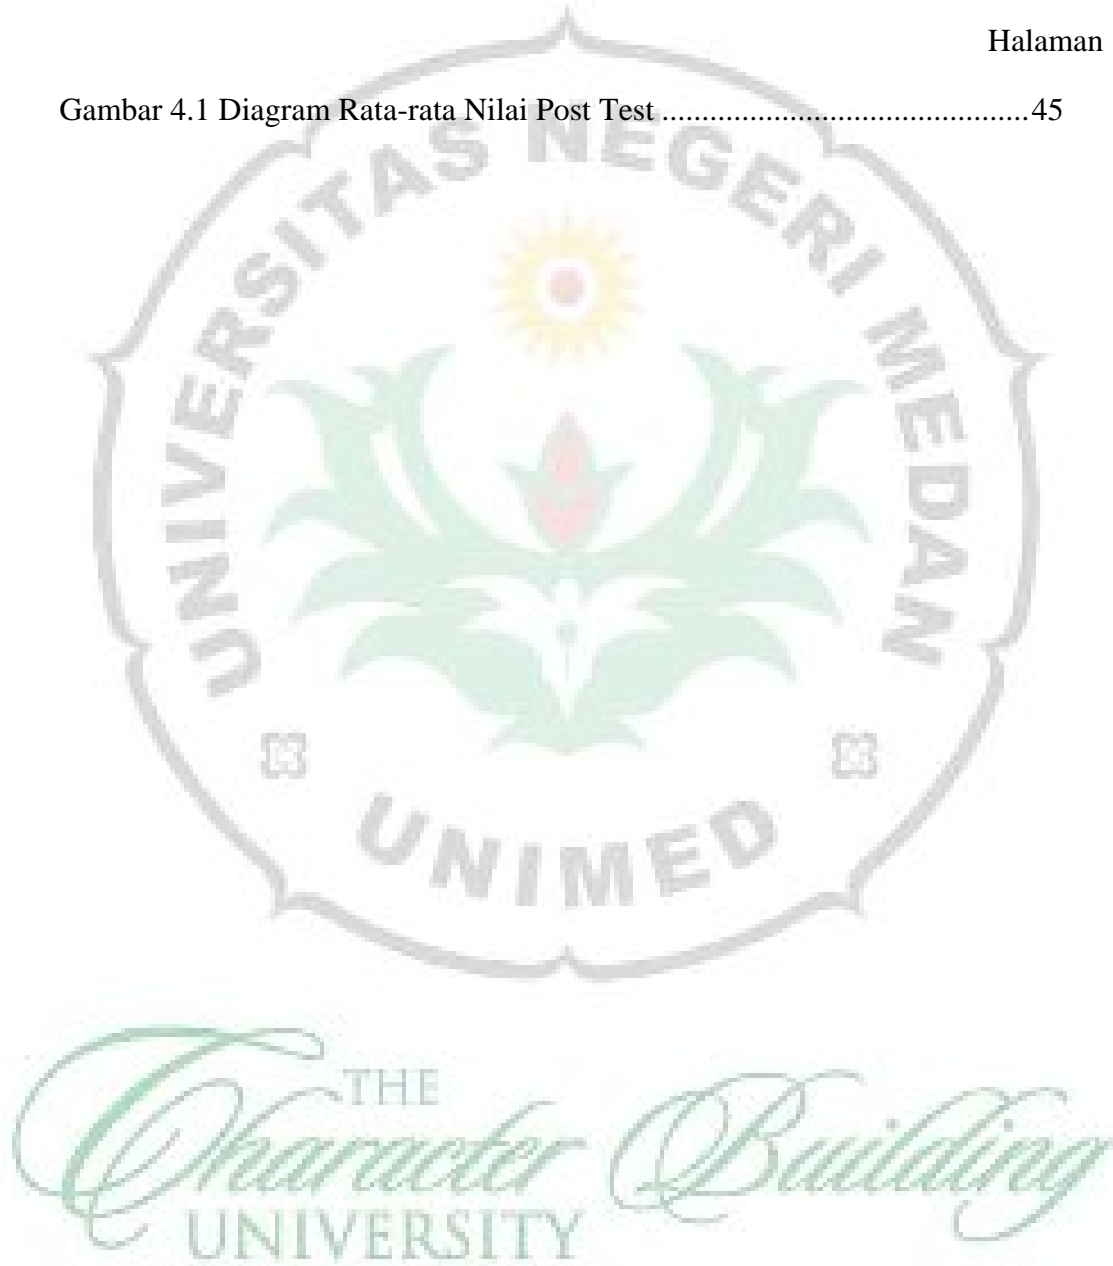 Halaman
Gambar 4.1 Diagram Rata-rata Nilai Post Test ............................................. 45
UNIVERSITAS NEGERI MEDAN
UNIMED
THE
Character Building
UNIVERSITY